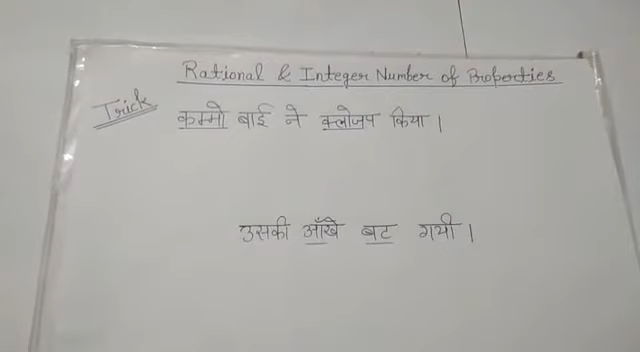 Rational & Integer Number of Properties
Trick
कम्मो बाई ने क्लोजप किया।
उसकी आँखे बट गयी।